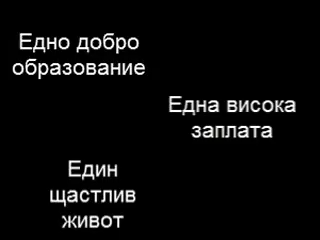 Едно добро
образование
Една висока
заплата
Един
щастлив
живот